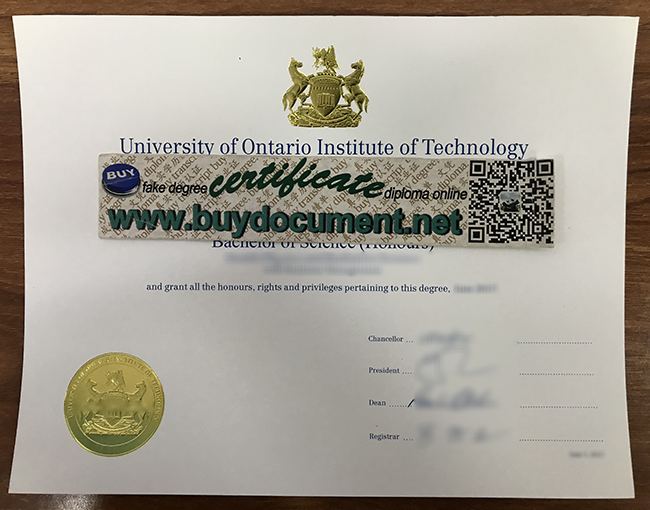 University of Ontario Institute of Technology
BUY
fake degree certificate diploma online
www.buydocument.net
Bachelor of Science (Honours)
and grant all the honours, rights and privileges pertaining to this degree,
Chancellor ...
President ....
Dean .......
Registrar ....